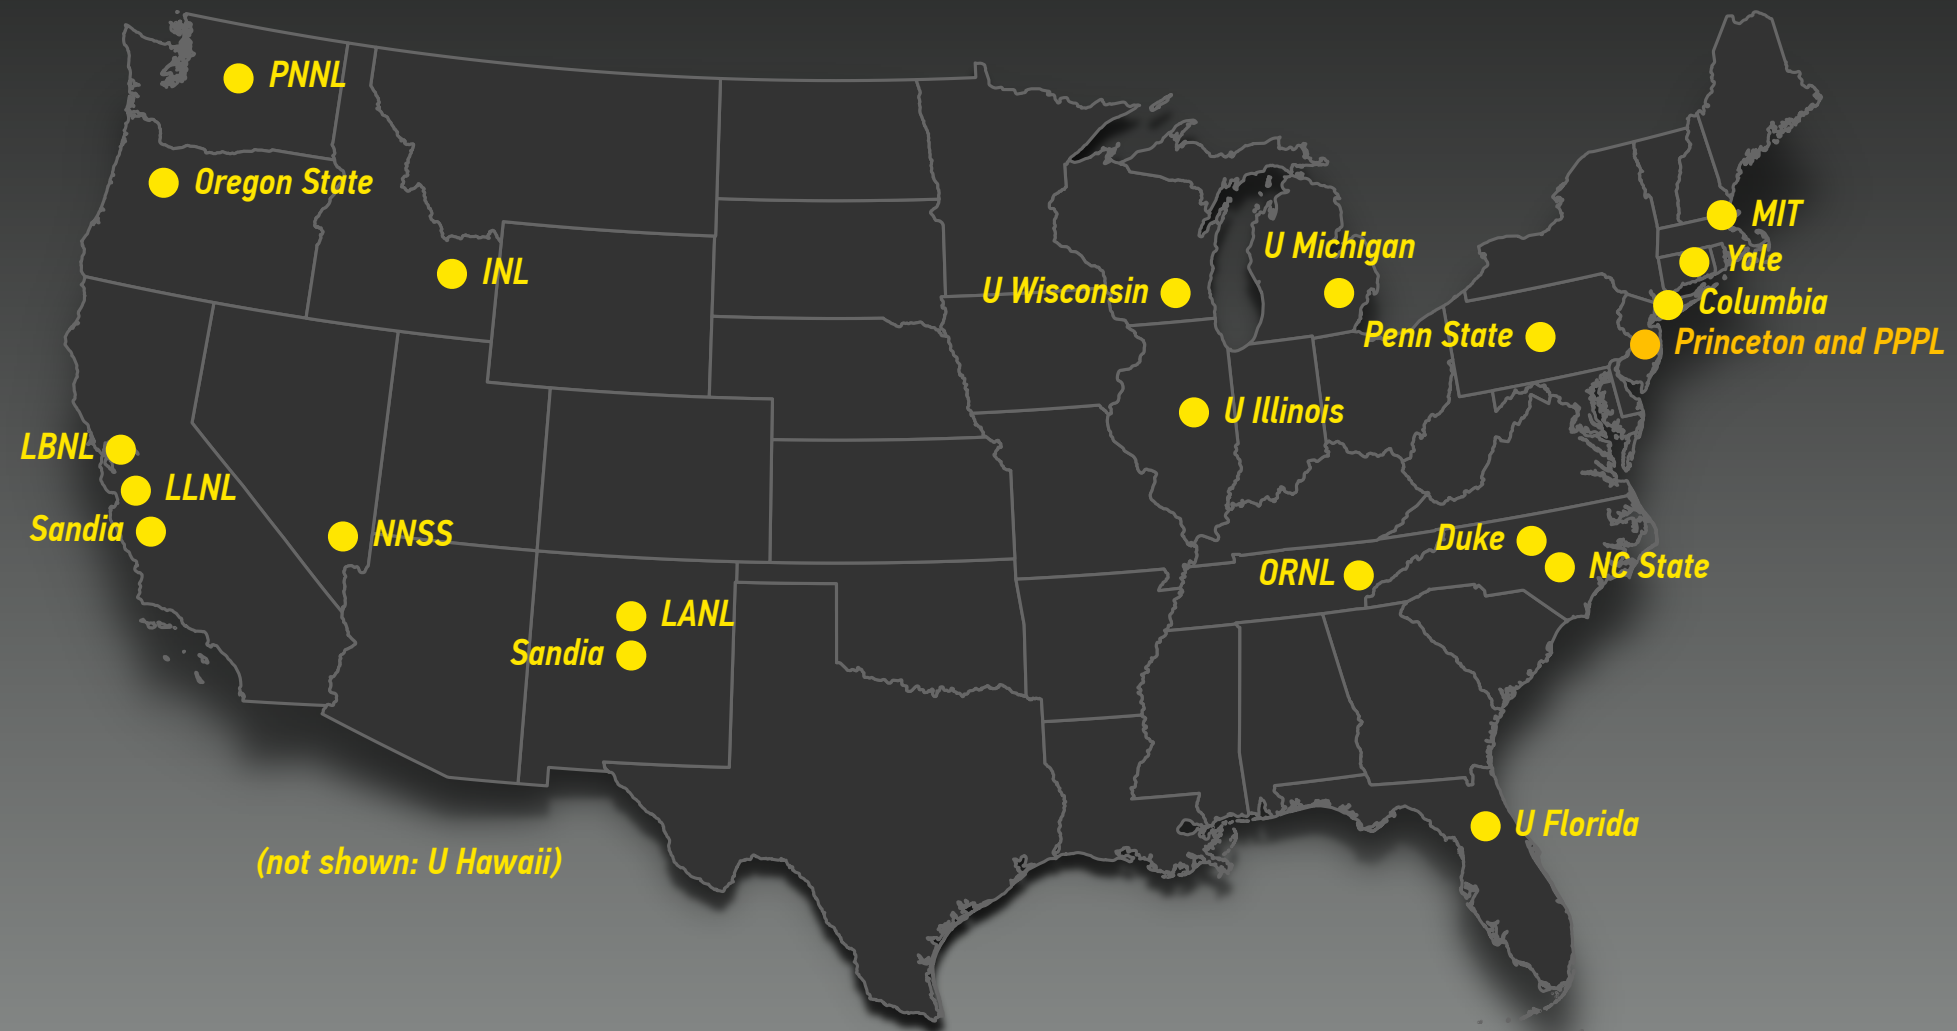 PNNL
Oregon State
MIT
U Michigan
Yale
INL
U Wisconsin
Columbia
Penn State
Princeton and PPPL
U Illinois
LBNL
LLNL
Sandia
NNSS
Duke
NC State
ORNL
LANL
Sandia
U Florida
(not shown: U Hawaii)